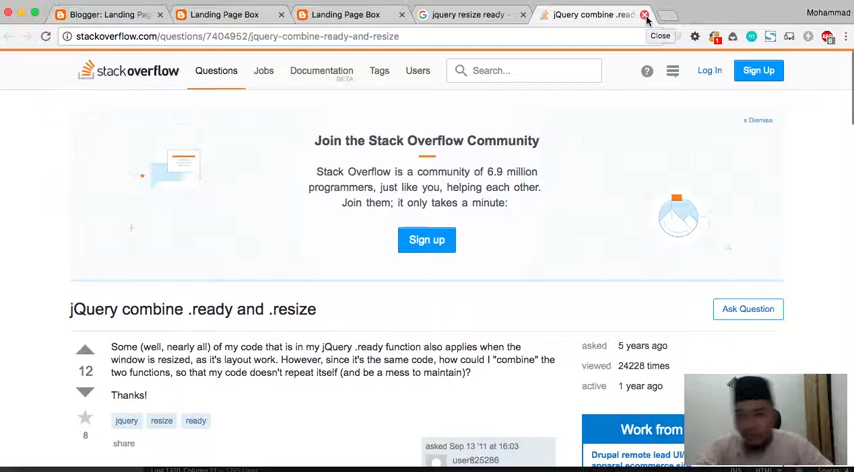 Blogger: Landing Pag
Landing Page Box
Landing Page Box
jquery resize ready -
jQuery combine .read
Mohammad
stackoverflow.com/questions/7404952/jquery-combine-ready-and-resize
Close
stackoverflow
Questions
Jobs
Documentation
BETA
Tags
Users
Search...
?
Log In
Sign Up
x Dismiss
Join the Stack Overflow Community
Stack Overflow is a community of 6.9 million
programmers, just like you, helping each other.
Join them; it only takes a minute:
Sign up
jQuery combine .ready and .resize
Ask Question
12
Some (well, nearly all) of my code that is in my jQuery .ready function also applies when the
window is resized, as it's layout work. However, since it's the same code, how could I "combine" the
two functions, so that my code doesn't repeat itself (and be a mess to maintain)?
Thanks!
8
jquery
resize
ready
share
asked Sep 13 '11 at 16:03
user825286
asked 5 years ago
viewed 24228 times
active 1 year ago
Work from
Drupal remote lead UI/